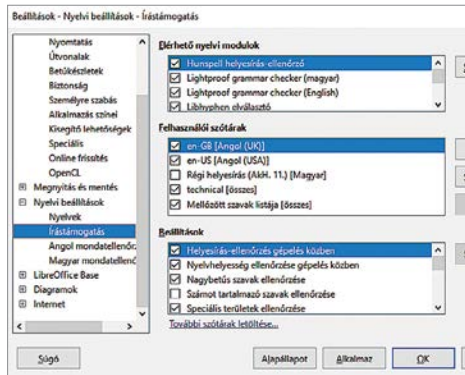 Beállítások - Nyelvi beállítások - Írástámogatás
Nyomtatás
Útvonalak
Betűkészletek
Biztonság
Személyre szabás
Alkalmazás színei
Kisegítő lehetőségek
Speciális
Online frissítés
OpenCL
Megnyitás és mentés
Nyelvi beállítások
Nyelvek
Írástámogatás
Angol mondatellenőr
Magyar mondatellenő
LibreOffice Base
Diagramok
Internet
Elérhető nyelvi modulok
Hunspell helyesírás-ellenőrző
Lightproof grammar checker (magyar)
Lightproof grammar checker (English)
Libhyphen elválasztó
Felhasználói szótárak
en-GB [Angol (UK)]
en-US [Angol (USA)]
Régi helyesírás (AkH. 11.) [Magyar]
technical [összes]
Mellőzött szavak listája [összes]
Beállítások
Helyesírás-ellenőrzés gépelés közben
Nyelvhelyesség ellenőrzése gépelés közben
Nagybetűs szavak ellenőrzése
Számot tartalmazó szavak ellenőrzése
Speciális területek ellenőrzése
További szótárak letöltése...
Súgó
Alapállapot
Alkalmaz
OK